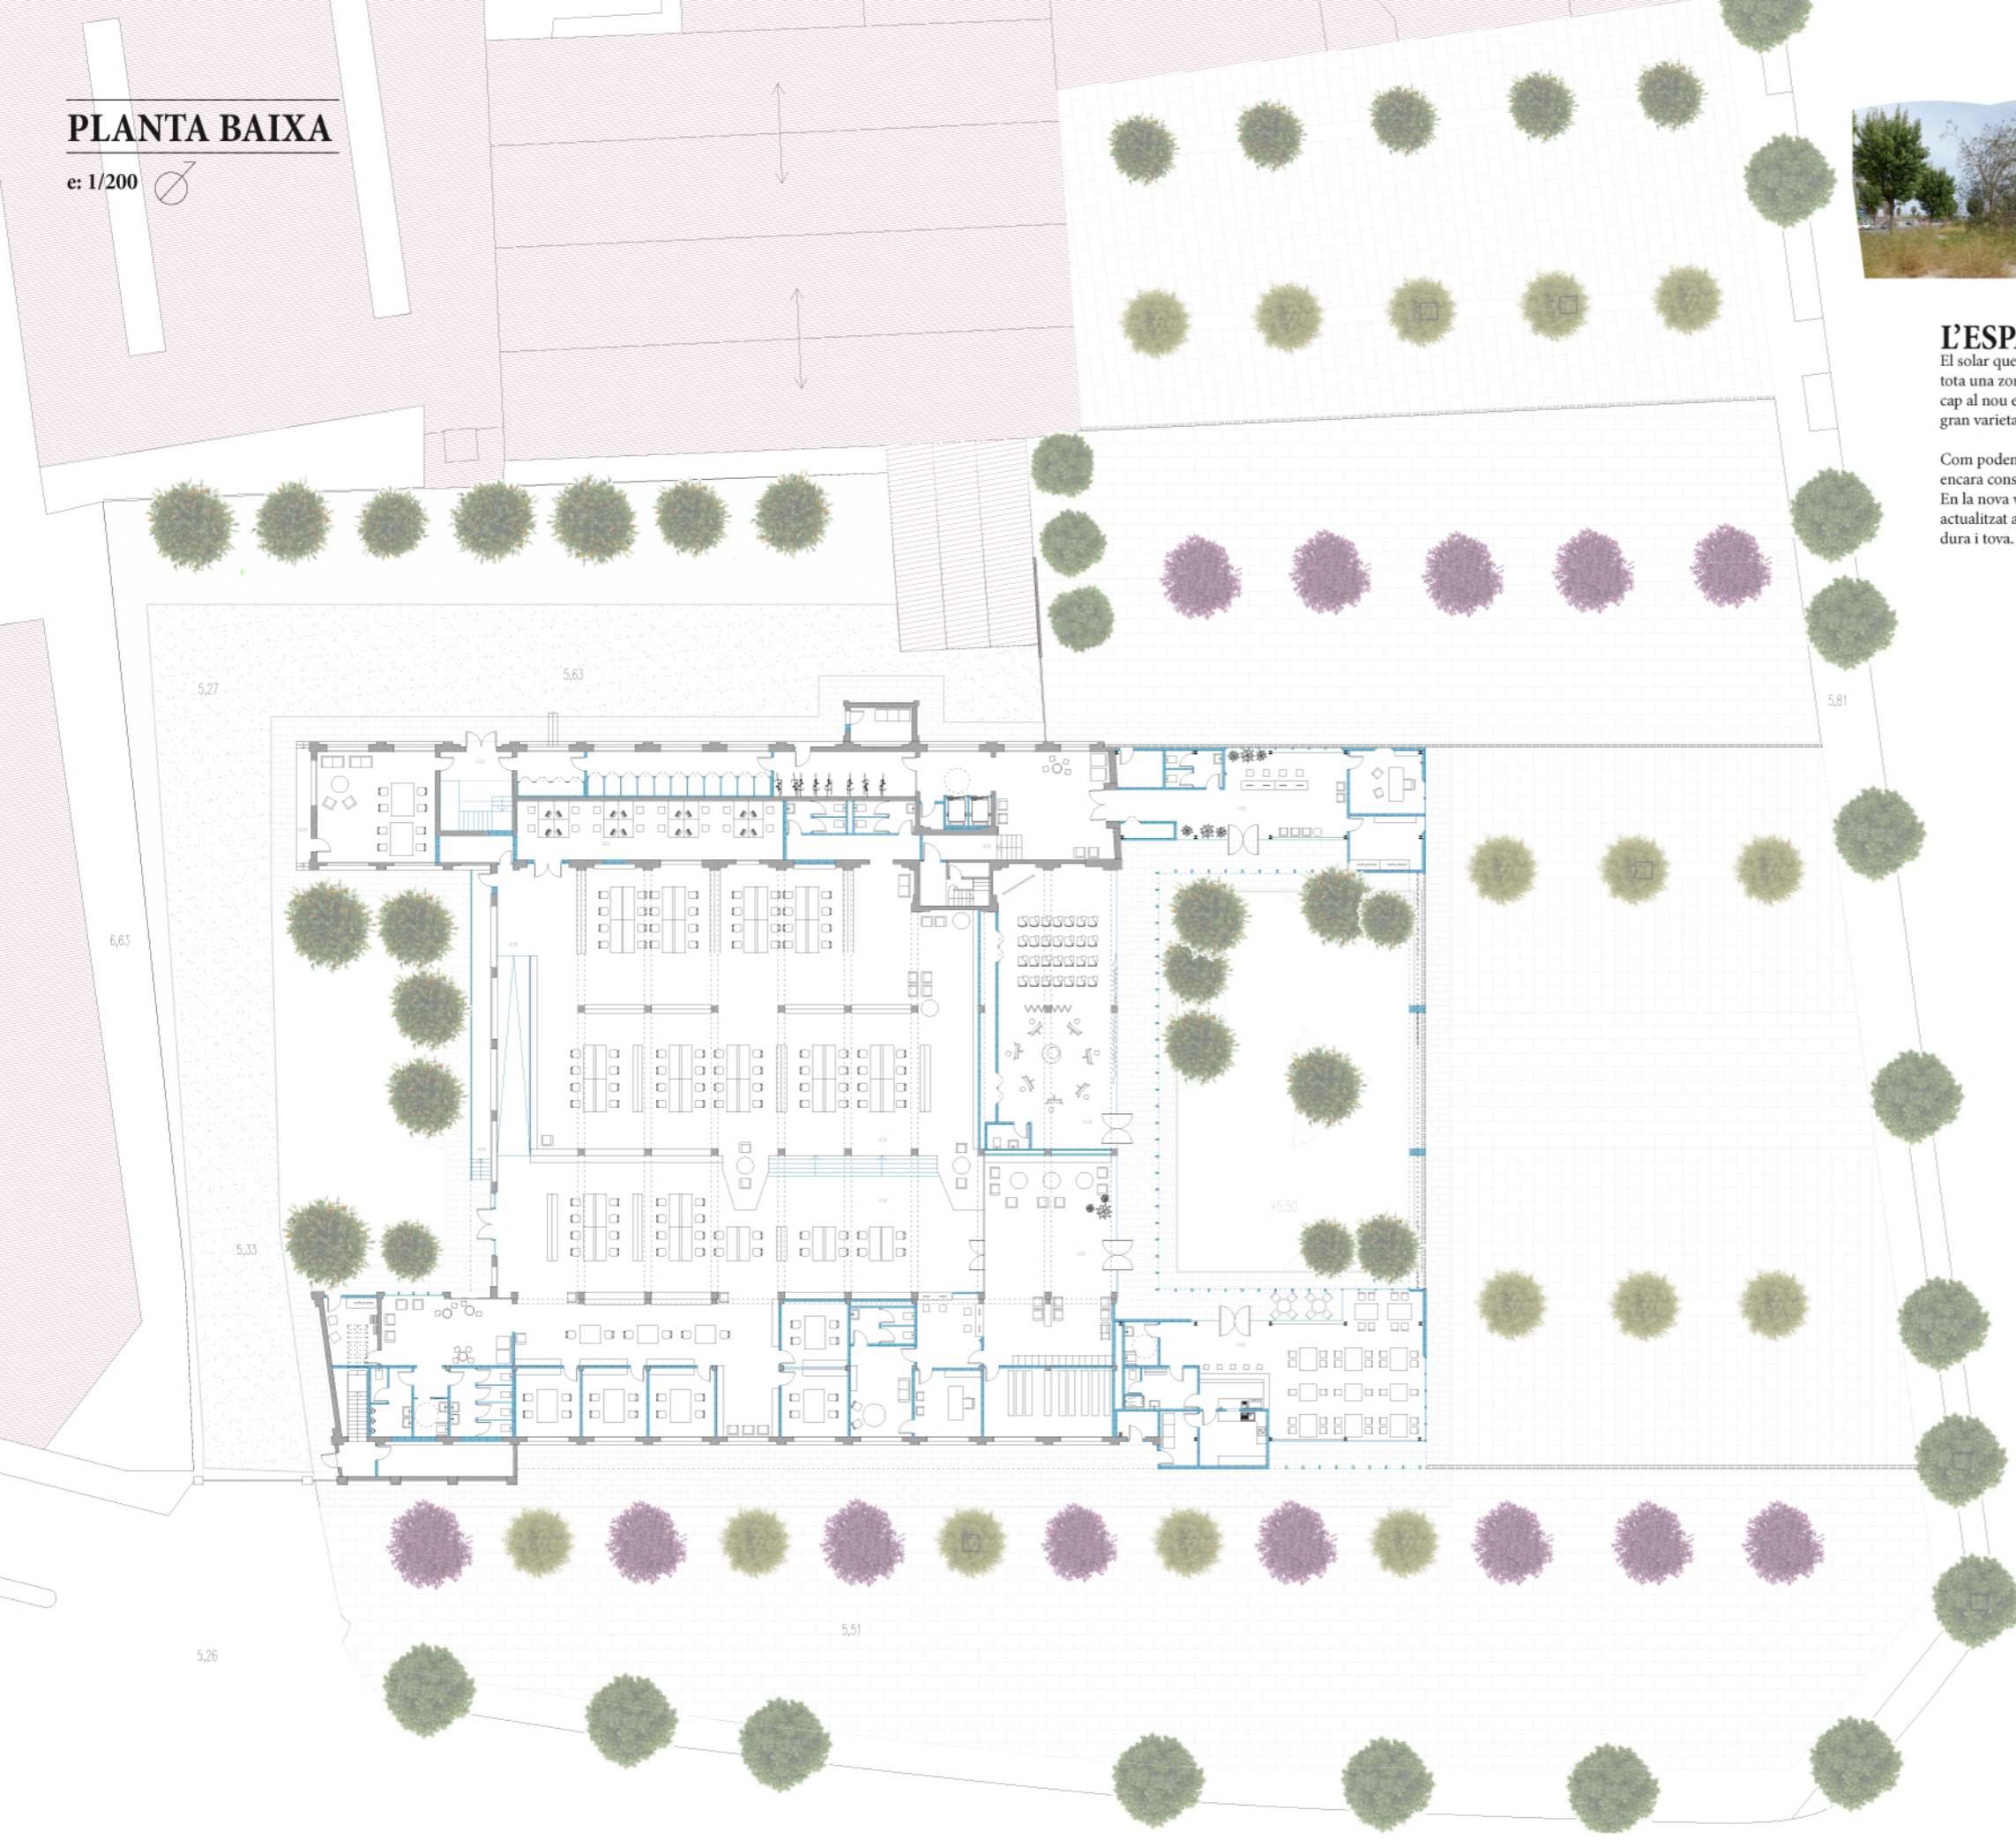 PLANTA BAIXA
e: 1/200
L'ESP
El solar que
tota una
cap al nou e
gran varieta
Com poden
encara cons
En la nova
actualitzat a
dura i tova.
5,27
5,63
5,81
6,63
5,33
+5,50
5,51
5,26